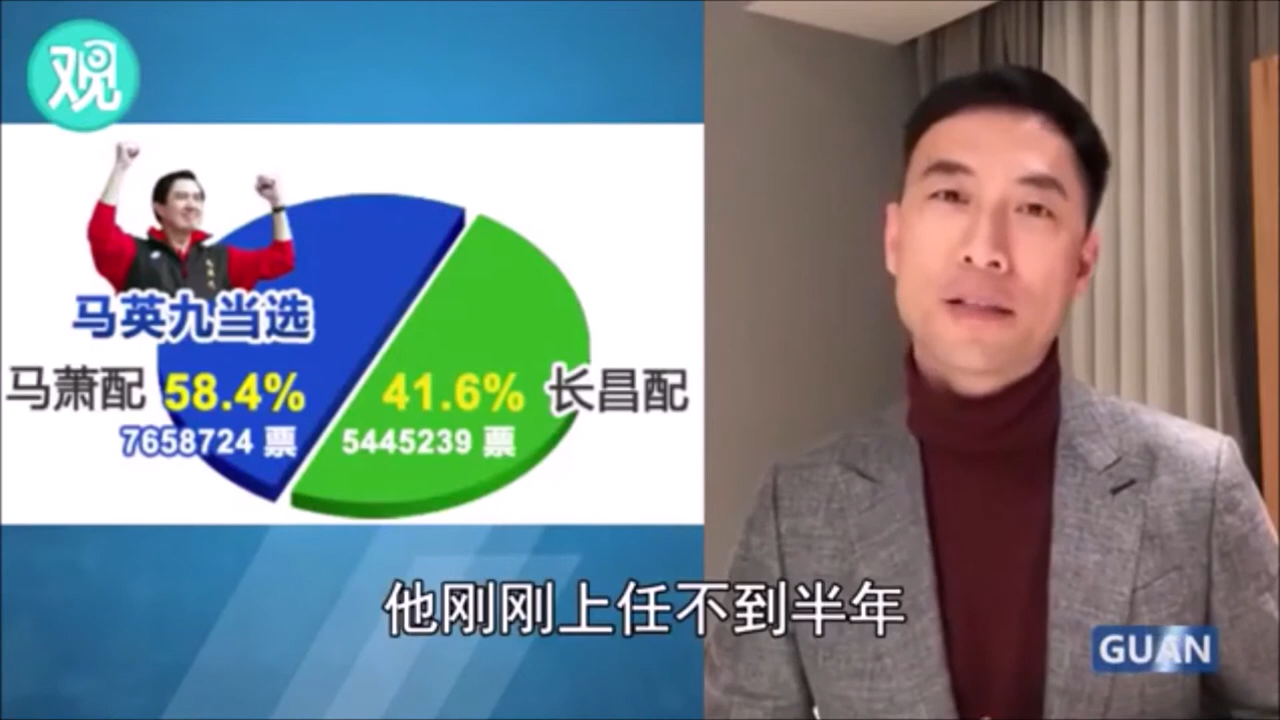 观
马英九当选
马萧配 58.4% 41.6% 长昌配
7658724 票 5445239 票
他刚刚上任不到半年
GUAN